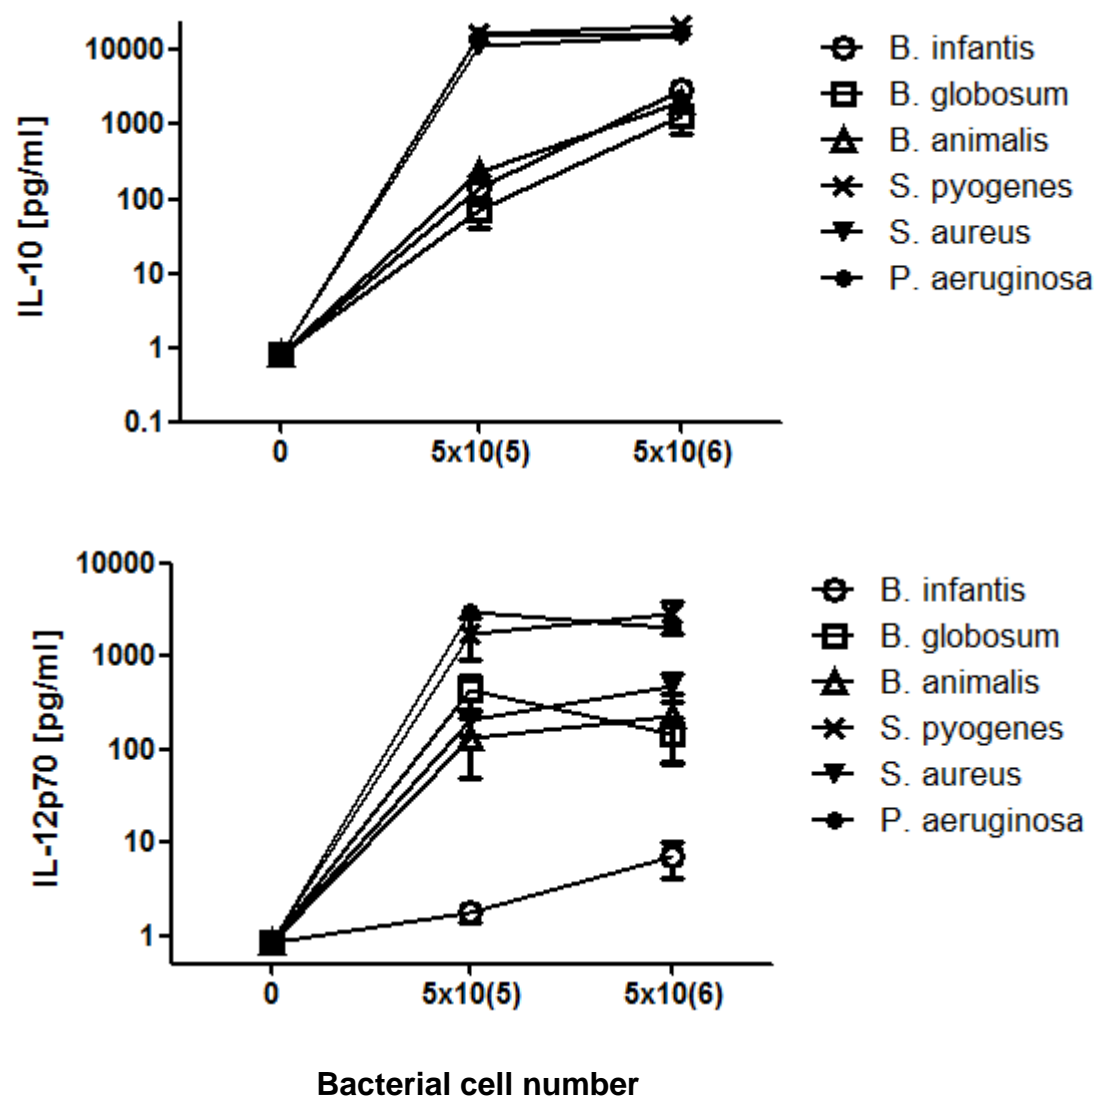 IL-10 [pg/ml]
10000
1000
100
10
1
0.1
0 5x10(5) 5x10(6)
B. infantis
B. globosum
B. animalis
S. pyogenes
S. aureus
P. aeruginosa
IL-12p70 [pg/ml]
10000
1000
100
10
1
0 5x10(5) 5x10(6)
B. infantis
B. globosum
B. animalis
S. pyogenes
S. aureus
P. aeruginosa
Bacterial cell number